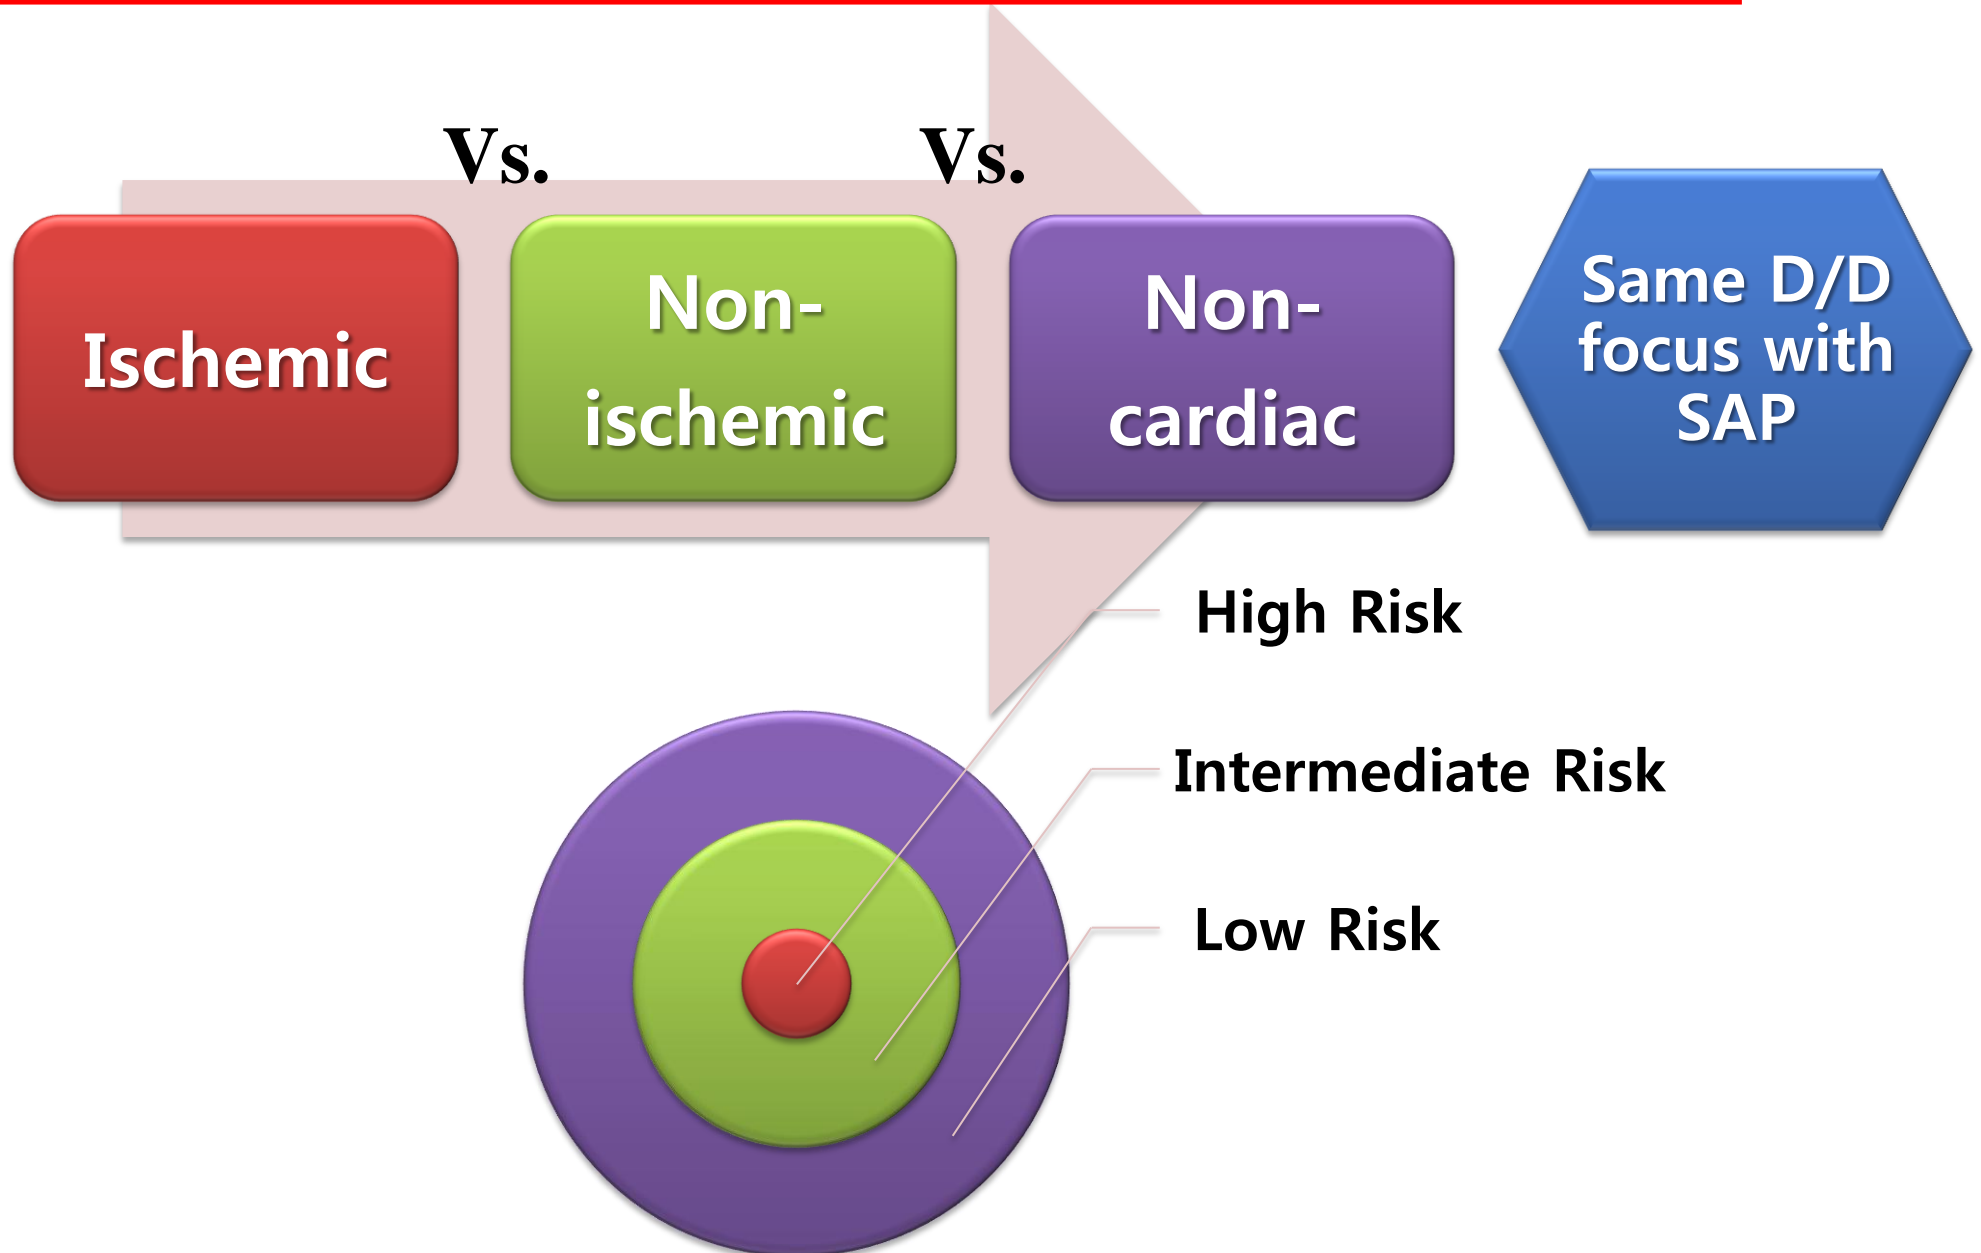 Vs.
Vs.
Ischemic
Non-
ischemic
Non-
cardiac
Same D/D
focus with
SAP
High Risk
Intermediate Risk
Low Risk